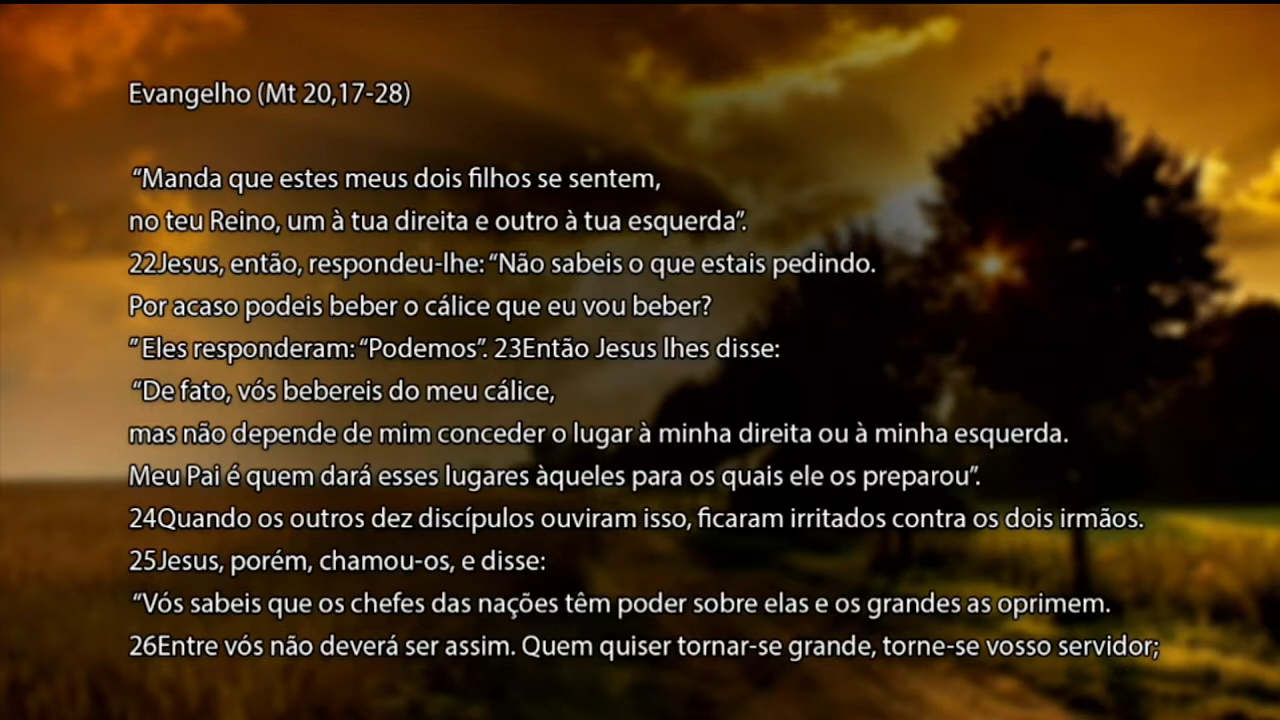 Evangelho (Mt 20,17-28)
“Manda que estes meus dois filhos se sentem,
no teu Reino, um à tua direita e outro à tua esquerda”.
22Jesus, então, respondeu-lhe: “Não sabeis o que estais pedindo.
Por acaso podeis beber o cálice que eu vou beber?
”Eles responderam: “Podemos”. 23Então Jesus lhes disse:
“De fato, vós bebereis do meu cálice,
mas não depende de mim conceder o lugar à minha direita ou à minha esquerda.
Meu Pai é quem dará esses lugares àqueles para os quais ele os preparou”.
24Quando os outros dez discípulos ouviram isso, ficaram irritados contra os dois irmãos.
25Jesus, porém, chamou-os, e disse:
“Vós sabeis que os chefes das nações têm poder sobre elas e os grandes as oprimem.
26Entre vós não deverá ser assim. Quem quiser tornar-se grande, torne-se vosso servidor;